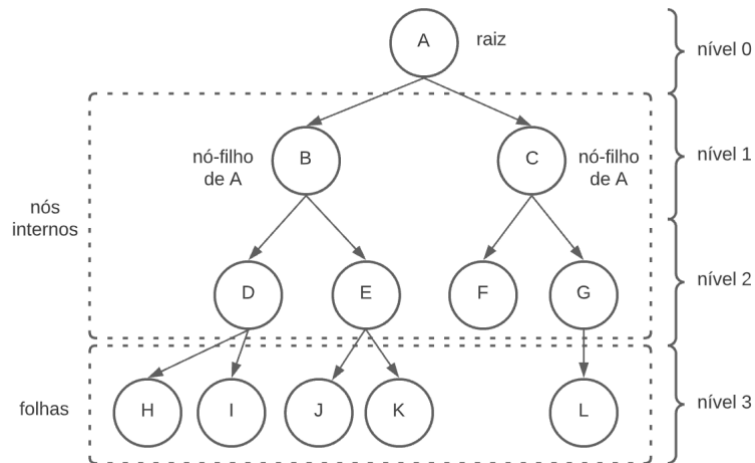 A
raiz
nível 0
nó-filho
de A
B
C
nó-filho
de A
nível 1
nós
internos
D
E
F
G
nível 2
folhas
H
I
J
K
L
nível 3